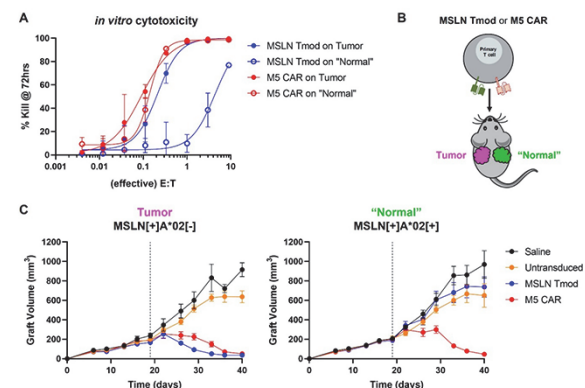 A
in vitro cytotoxicity
% Kill @ 72hrs
100
80
60
40
20
0
0.001
0.01
0.1
1
10
(effective) E:T
MSLN Tmod on Tumor
MSLN Tmod on "Normal"
M5 CAR on Tumor
M5 CAR on "Normal"
B
MSLN Tmod or M5 CAR
Primary
T cell
Tumor
“Normal”
C
Tumor
MSLN[+]A*02[-]
Graft Volume (mm³)
1200
1000
800
600
400
200
0
0
10
20
30
40
Time (days)
“Normal”
MSLN[+]A*02[+]
Graft Volume (mm³)
1200
1000
800
600
400
200
0
0
10
20
30
40
Time (days)
Saline
Untransduced
MSLN Tmod
M5 CAR